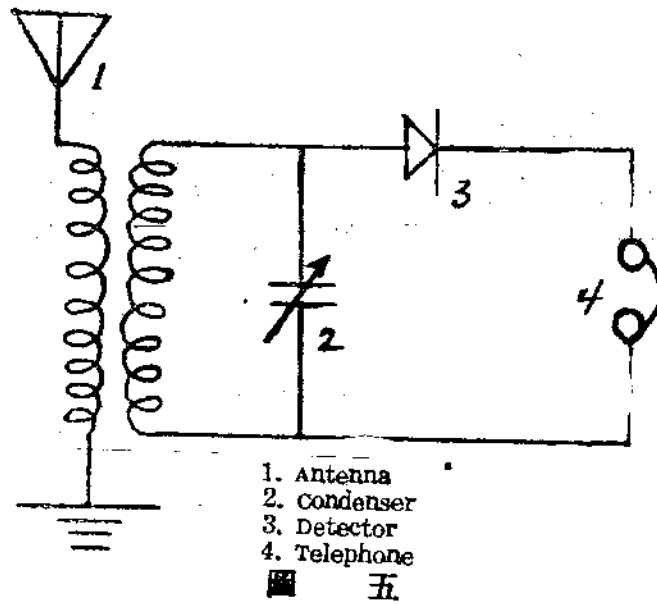 1
3
4
2
1. Antenna
2. Condenser
3. Detector
4. Telephone
圖 五